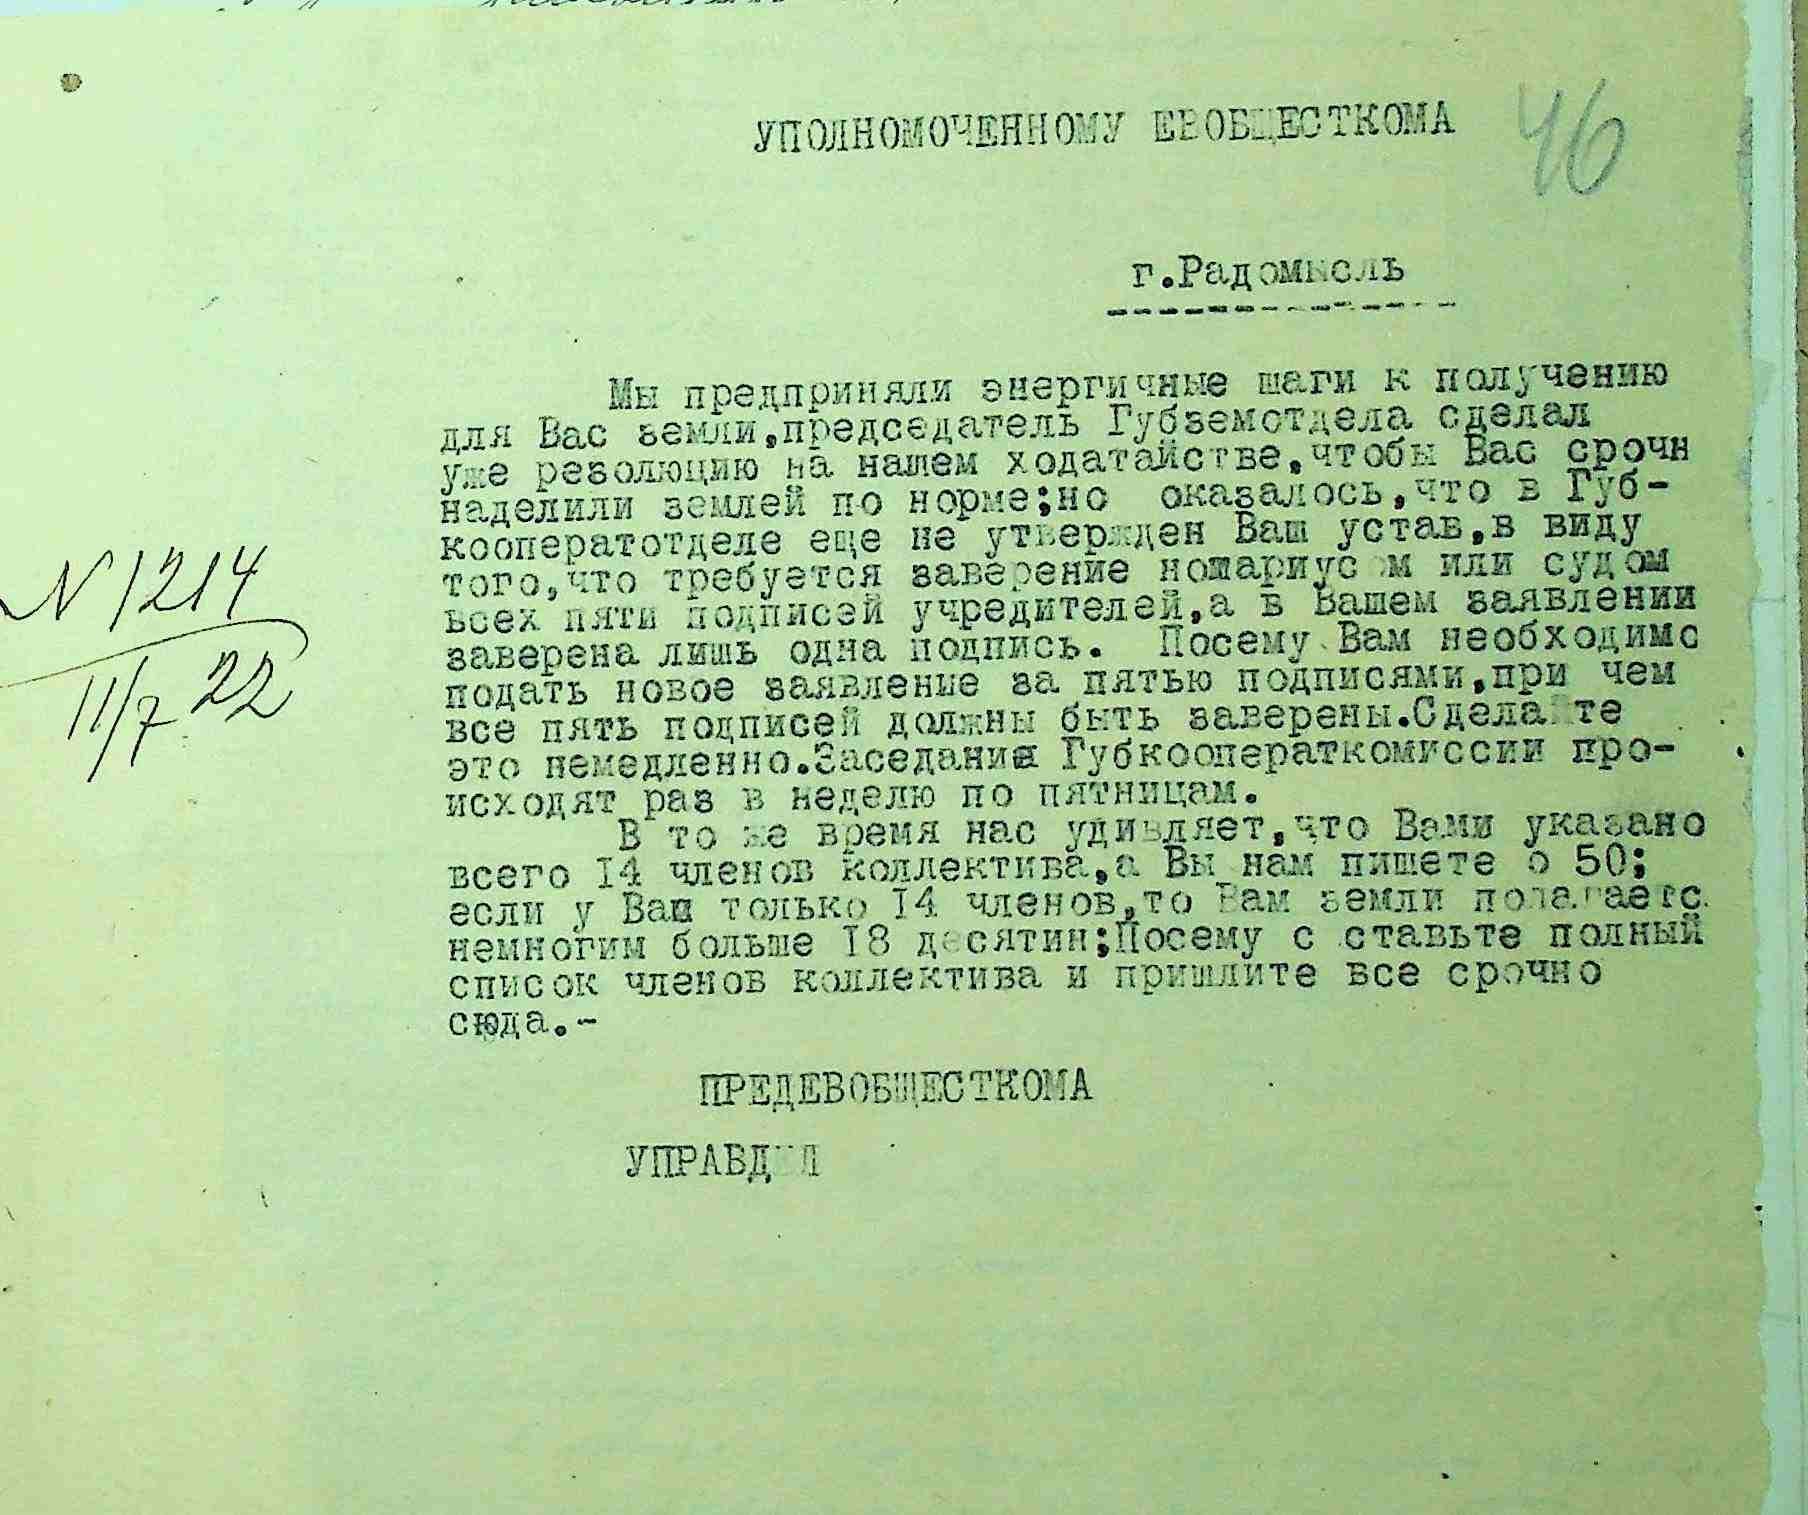 46
УПОЛНОМОЧЕННОМУ ЕВОБЩЕСТКОМА
г.Радомысль
Мы предприняли энергичные шаги к получению
для Вас земли,председатель Губземотдела сделал
уже резолюцию на нашем ходатайстве,чтобы Вас срочн
наделили землей по норме;но оказалось,что в Губ-
кооператотделе еще не утвержден Ваш устав,в виду
того,что требуется заверение нотариусом или судом
всех пяти подписей учредителей,а в Вашем заявлении
заверена лишь одна подпись. Посему Вам необходимо
подать новое заявление за пятью подписями,при чем
все пять подписей должны быть заверены.Сделайте
это немедленно.Заседания Губкооператкомиссии про-
исходят раз в неделю по пятницам.
В то же время нас удивляет,что Вами указано
всего 14 членов коллектива,а Вы нам пишете о 50;
если у Вас только 14 членов,то Вам земли полагаетс
немногим больше 18 десятин;Посему составьте полный
список членов коллектива и пришлите все срочно
сюда.-
ПРЕДЕВОБЩЕСТКОМА
УПРАВДЕЛ
N 1214
11/7 22